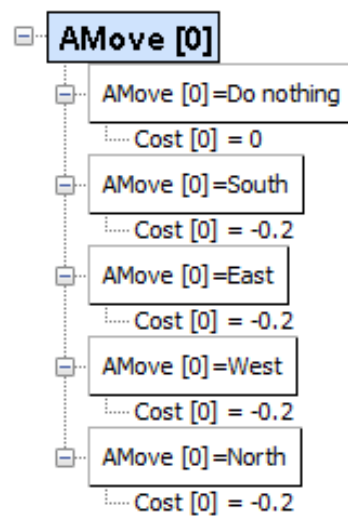 AMove [0]
AMove [0]=Do nothing
Cost [0] = 0
AMove [0]=South
Cost [0] = -0.2
AMove [0]=East
Cost [0] = -0.2
AMove [0]=West
Cost [0] = -0.2
AMove [0]=North
Cost [0] = -0.2